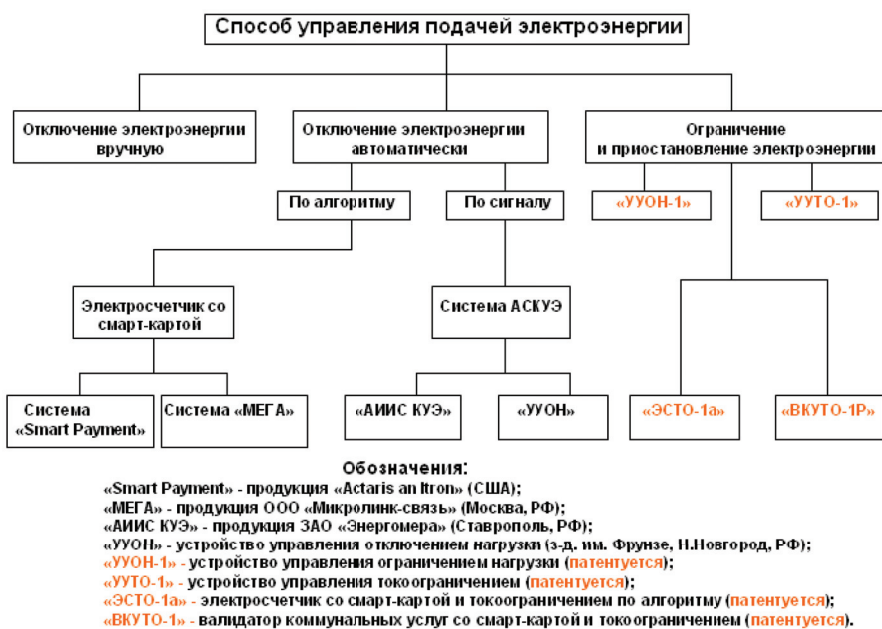 Способ управления подачей электроэнергии
Отключение электроэнергии
вручную
Отключение электроэнергии
автоматически
Ограничение
и приостановление электроэнергии
По алгоритму
По сигналу
«УУОН-1»
«УУТО-1»
Электросчетчик со
смарт-картой
Система АСКУЭ
Система
«Smart Payment»
Система «МЕГА»
«АИИС КУЭ»
«УУОН»
«ЭСТО-1а»
«ВКУТО-1Р»
Обозначения:
«Smart Payment» - продукция «Actaris an Itron» (США);
«МЕГА» - продукция ООО «Микролинк-связь» (Москва, РФ);
«АИИС КУЭ» - продукция ЗАО «Энергомера» (Ставрополь, РФ);
«УУОН» - устройство управления отключением нагрузки (з-д. им. Фрунзе, Н.Новгород, РФ);
«УУОН-1» - устройство управления ограничением нагрузки (патентуется);
«УУТО-1» - устройство управления токоограничением (патентуется);
«ЭСТО-1а» - электросчетчик со смарт-картой и токоограничением по алгоритму (патентуется);
«ВКУТО-1» - валидатор коммунальных услуг со смарт-картой и токоограничением (патентуется).